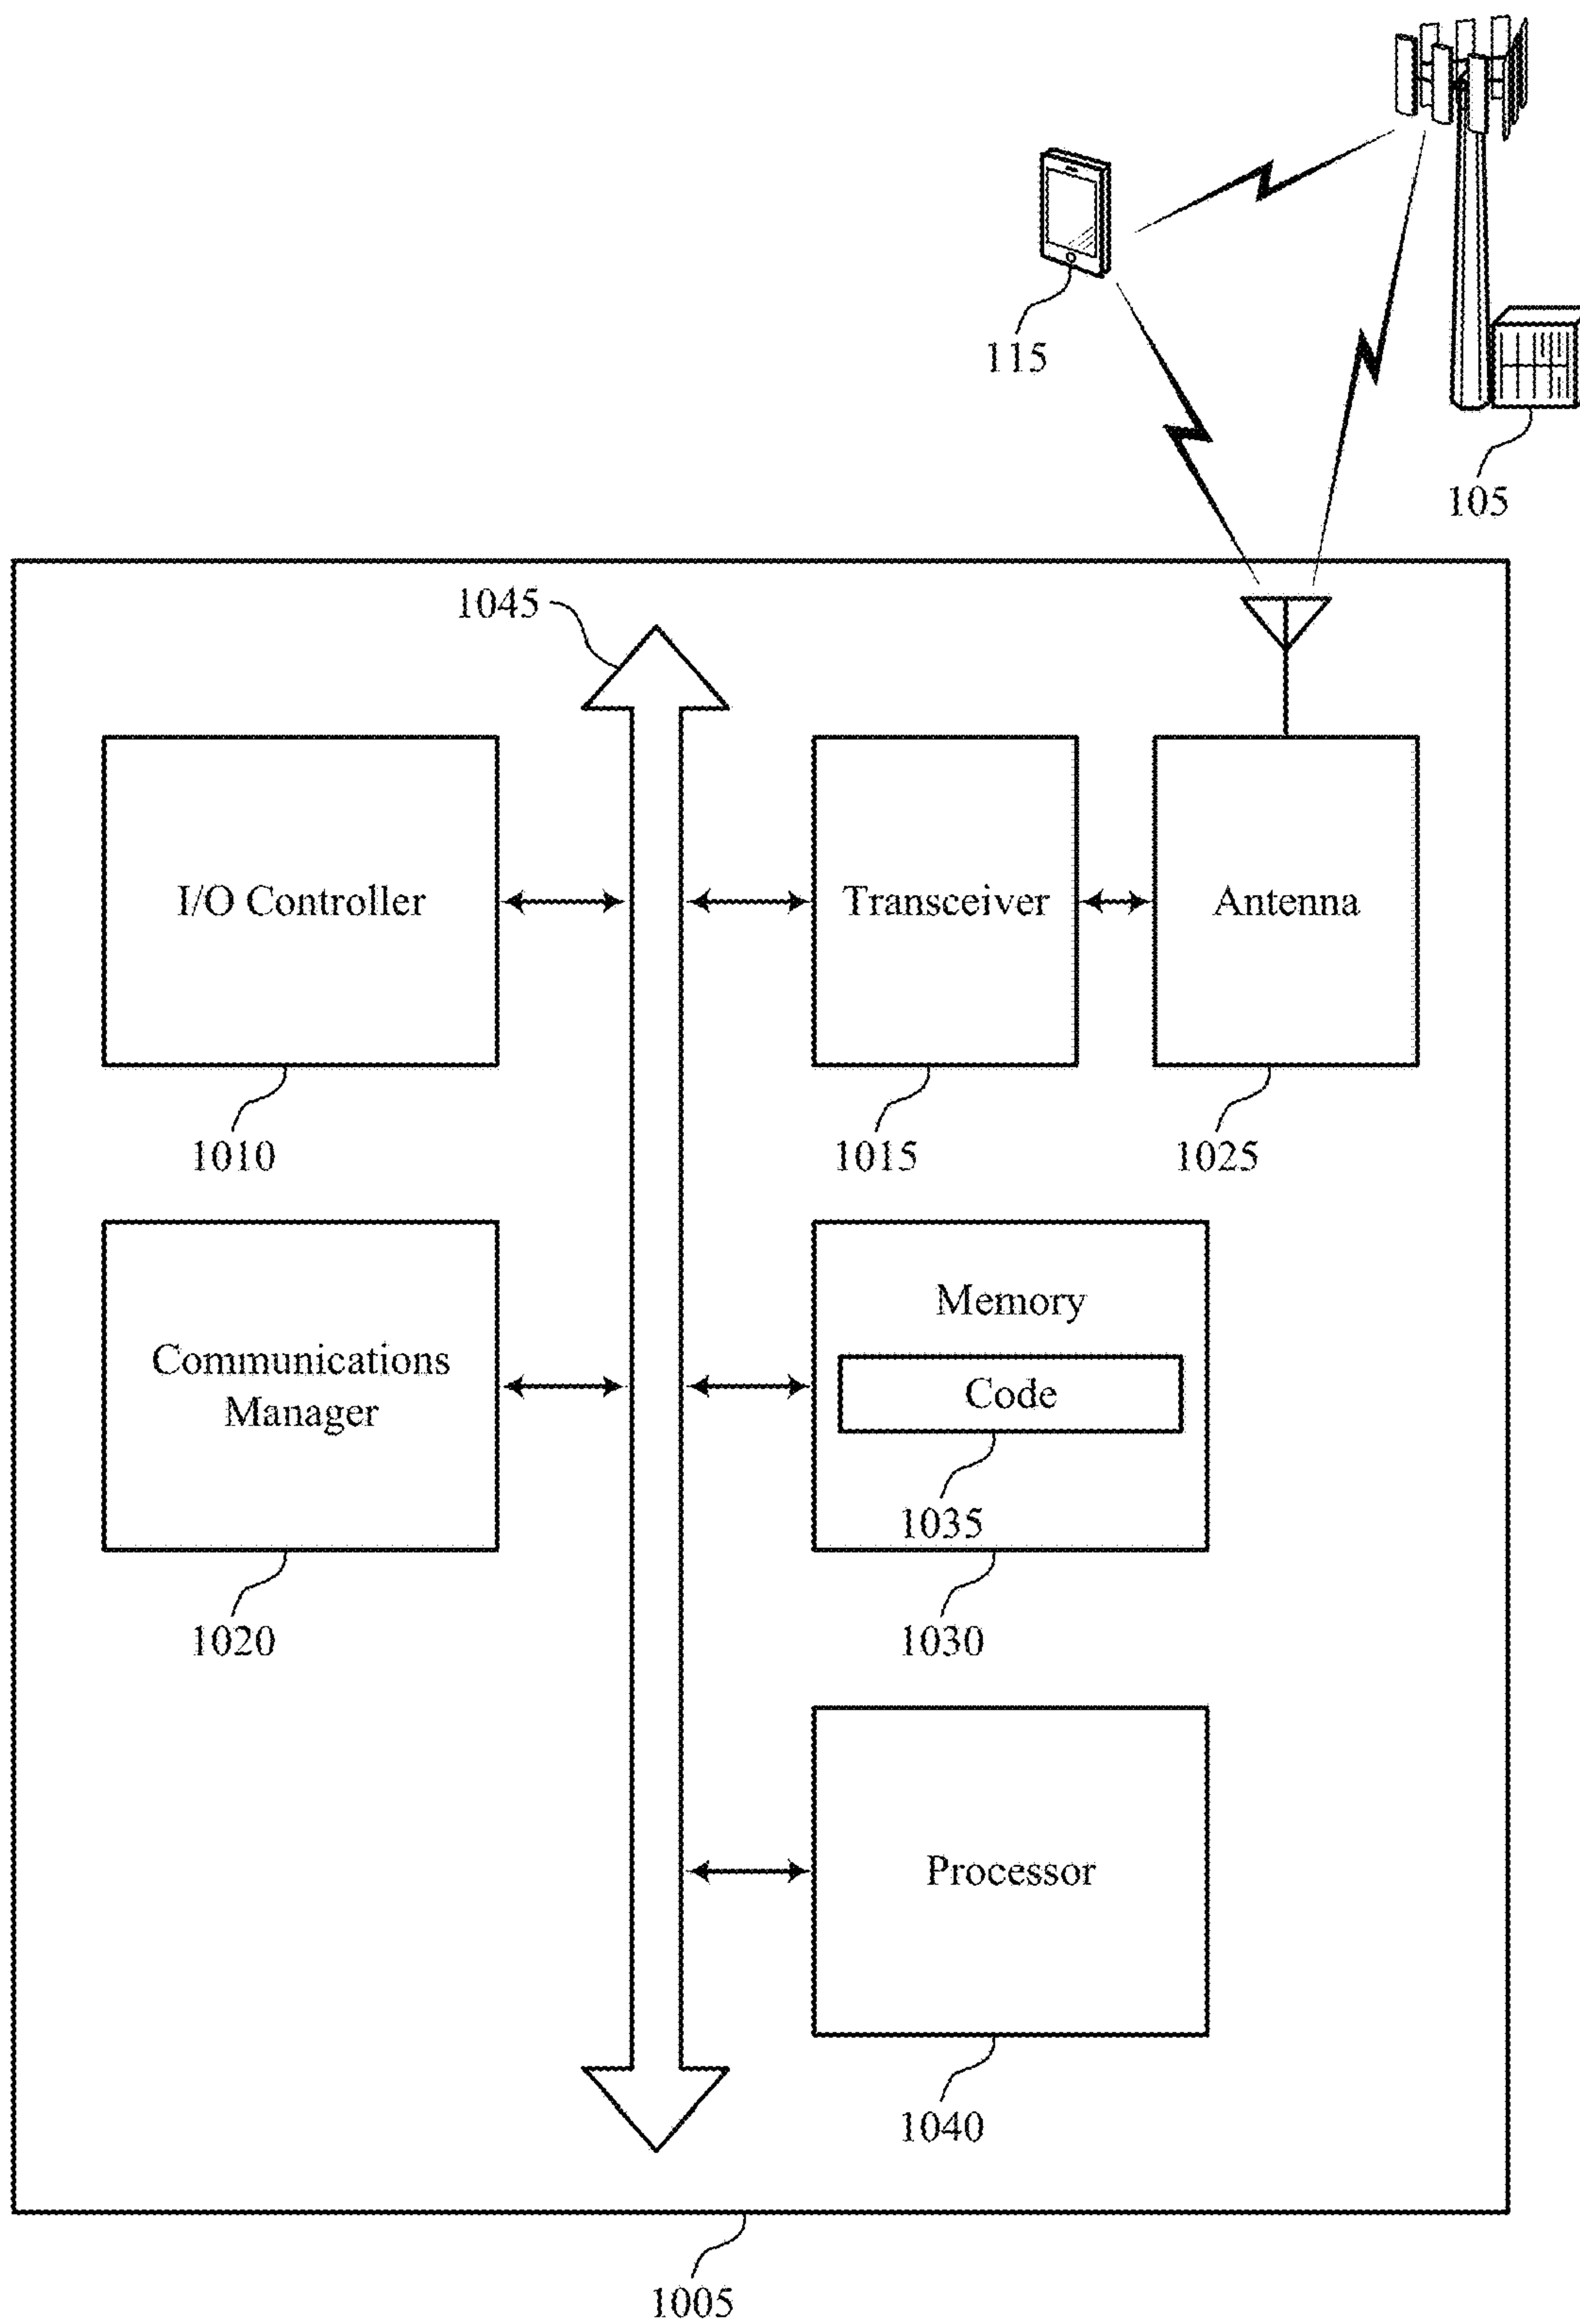 115
105
1045
I/O Controller
Transceiver
Antenna
1010
1015
1025
Communications
Manager
Memory
Code
1035
1020
1030
Processor
1040
1005